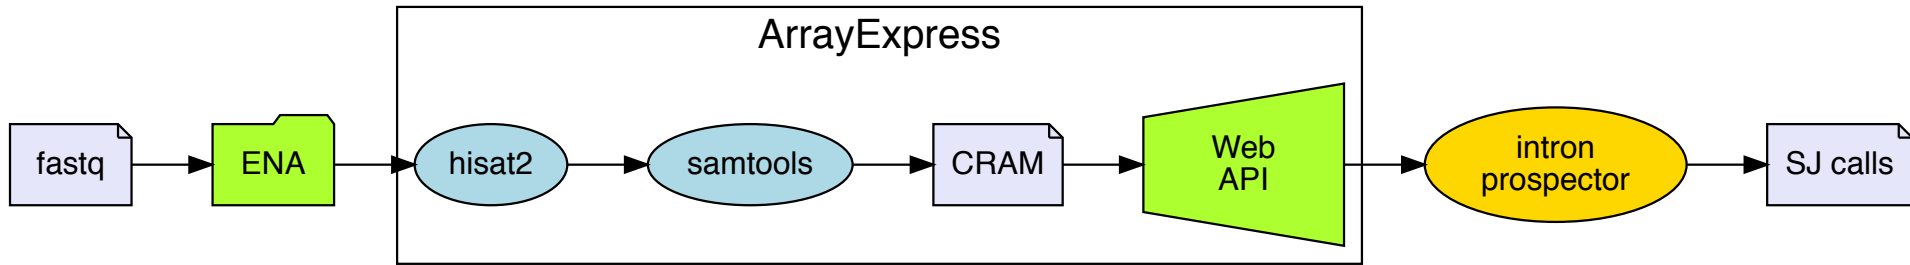 ArrayExpress
fastq
ENA
hisat2
samtools
CRAM
Web
API
intron
prospector
SJ calls